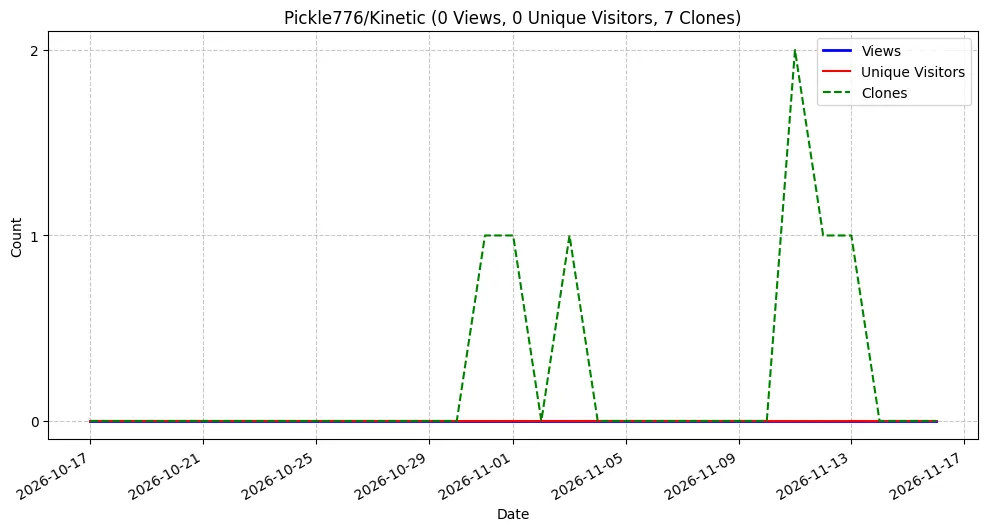 Pickle776/Kinetic (0 Views, 0 Unique Visitors, 7 Clones)
Views
Unique Visitors
Clones
2
1
0
Count
2026-10-17
2026-10-21
2026-10-25
2026-10-29
2026-11-01
2026-11-05
2026-11-09
2026-11-13
2026-11-17
Date